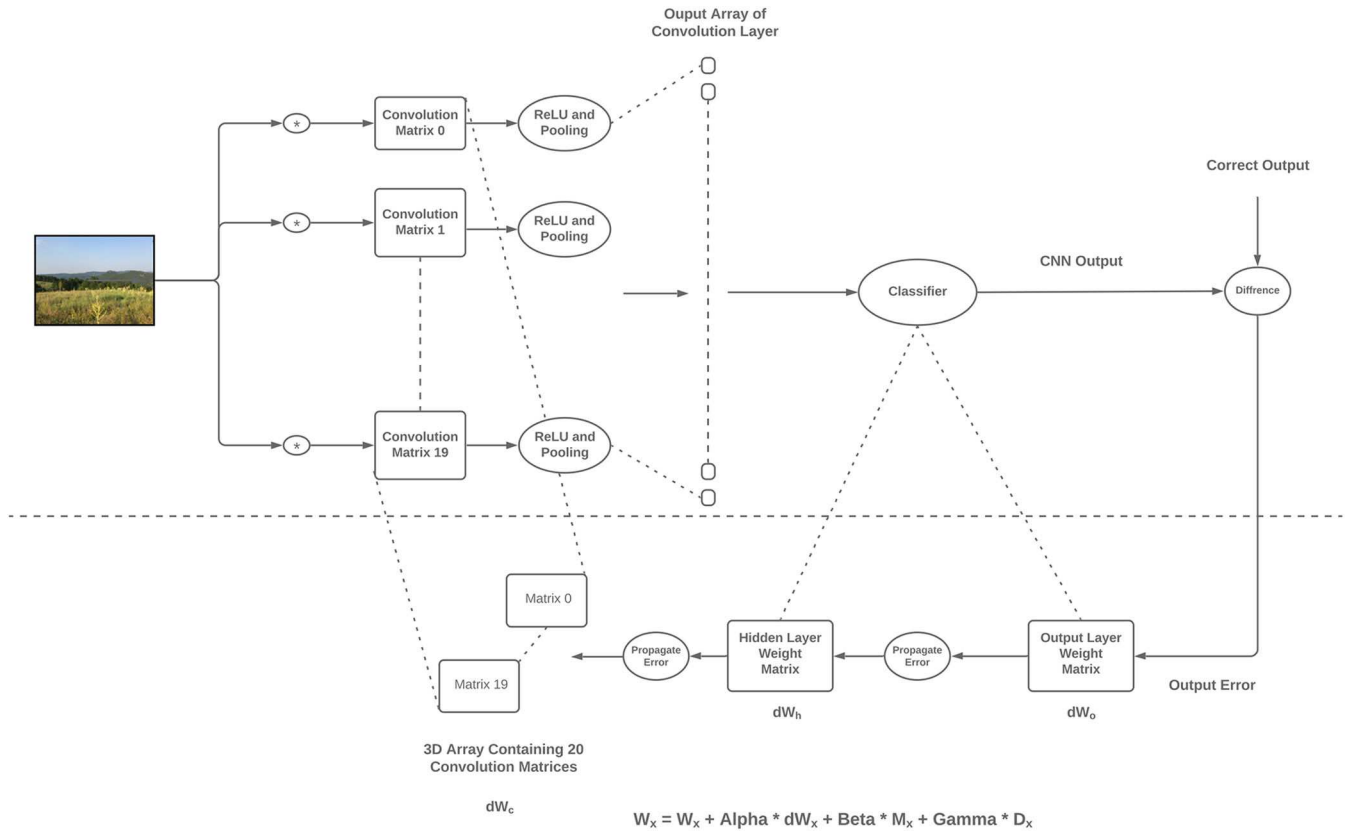 Ouput Array of
Convolution Layer
*
Convolution
Matrix 0
ReLU and
Pooling
Correct Output
*
Convolution
Matrix 1
ReLU and
Pooling
CNN Output
Classifier
Diffrence
*
Convolution
Matrix 19
ReLU and
Pooling
Matrix 0
Matrix 19
Propagate
Error
Hidden Layer
Weight
Matrix
Propagate
Error
Output Layer
Weight
Matrix
Output Error
dWh
dWo
3D Array Containing 20
Convolution Matrices
dWc
Wx = Wx + Alpha * dWx + Beta * Mx + Gamma * Dx